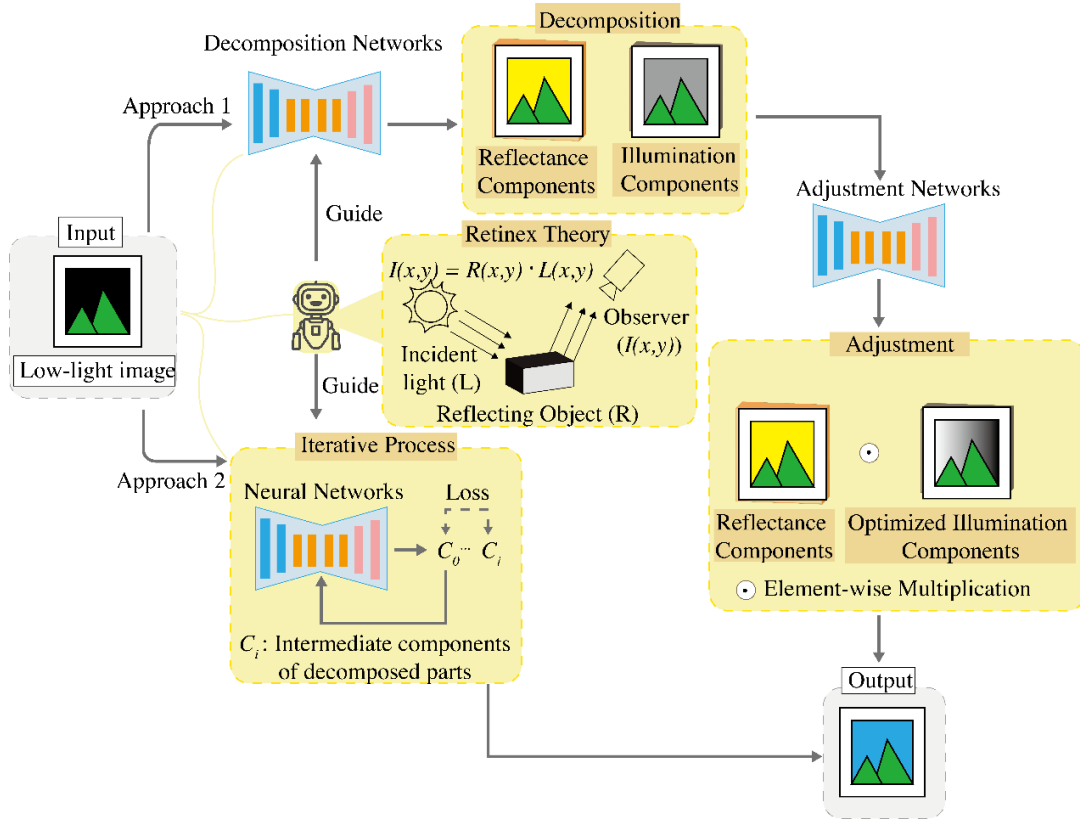 Decomposition
Decomposition Networks
Approach 1
Reflectance
Components
Illumination
Components
Adjustment Networks
Guide
Input
Low-light image
Retinex Theory
I(x,y) = R(x,y) · L(x,y)
Incident
light (L)
Observer
(I(x,y))
Reflecting Object (R)
Guide
Approach 2
Iterative Process
Neural Networks
Loss
C0 ... Ci
Ci: Intermediate components
of decomposed parts
Adjustment
Reflectance
Components
Optimized Illumination
Components
⊙ Element-wise Multiplication
Output